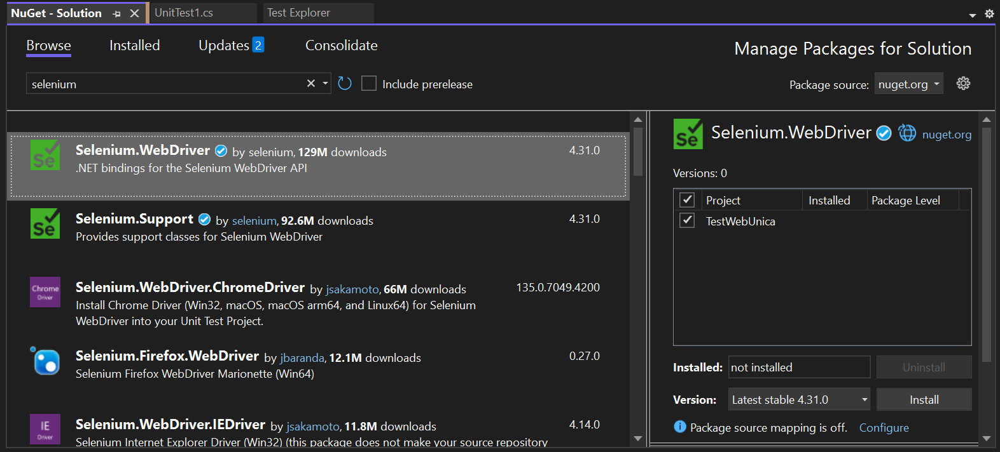 NuGet - Solution
UnitTest1.cs
Test Explorer
Browse
Installed
Updates 2
Consolidate
Manage Packages for Solution
selenium
Include prerelease
Package source: nuget.org
Se
Selenium.WebDriver by selenium, 129M downloads 4.31.0
.NET bindings for the Selenium WebDriver API
Se
Selenium.Support by selenium, 92.6M downloads 4.31.0
Provides support classes for Selenium WebDriver
Chrome
Driver
Selenium.WebDriver.ChromeDriver by jsakamoto, 66M downloads 135.0.7049.4200
Install Chrome Driver (Win32, macOS, macOS arm64, and Linux64) for Selenium
WebDriver into your Unit Test Project.
Selenium.Firefox.WebDriver by jbaranda, 12.1M downloads 0.27.0
Selenium Firefox WebDriver Marionette (Win64)
IE
Driver
Selenium.WebDriver.IEDriver by jsakamoto, 11.8M downloads 4.14.0
Selenium Internet Explorer Driver (Win32) (this package does not make your source repository
Se
Selenium.WebDriver nuget.org
Versions: 0
Project Installed Package Level
TestWebUnica
Installed: not installed Uninstall
Version: Latest stable 4.31.0 Install
Package source mapping is off. Configure